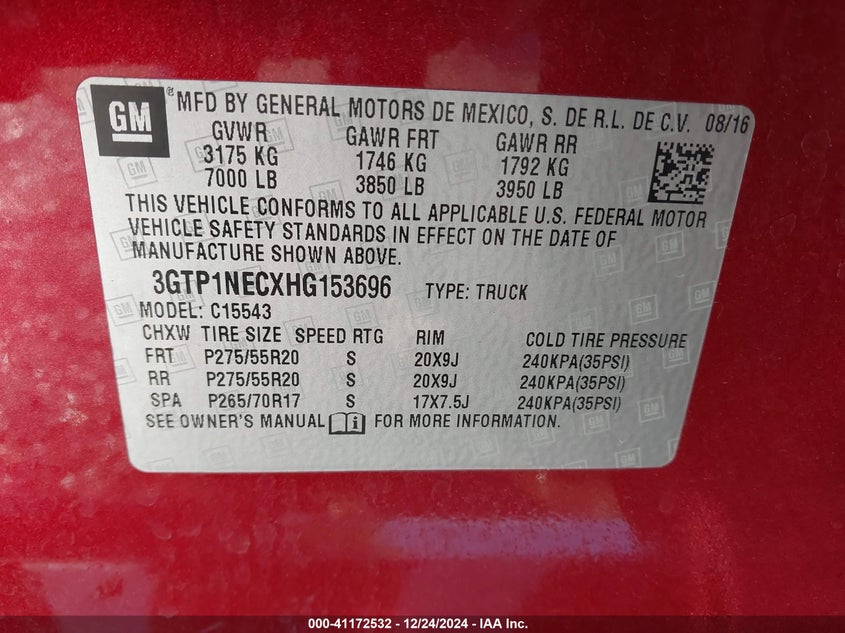 GM ® MFD BY GENERAL MOTORS DE MEXICO, S. DE R.L. DE C.V. 08/16
GVWR GAWR FRT GAWR RR
3175 KG 1746 KG 1792 KG
7000 LB 3850 LB 3950 LB
THIS VEHICLE CONFORMS TO ALL APPLICABLE U.S. FEDERAL MOTOR
VEHICLE SAFETY STANDARDS IN EFFECT ON THE DATE OF
MANUFACTURE SHOWN ABOVE.
3GTP1NECXHG153696 TYPE: TRUCK
MODEL: C15543
CHXW TIRE SIZE SPEED RTG RIM COLD TIRE PRESSURE
FRT P275/55R20 S 20X9J 240KPA(35PSI)
RR P275/55R20 S 20X9J 240KPA(35PSI)
SPA P265/70R17 S 17X7.5J 240KPA(35PSI)
SEE OWNER'S MANUAL i FOR MORE INFORMATION.
000-41172532 - 12/24/2024 - IAA Inc.